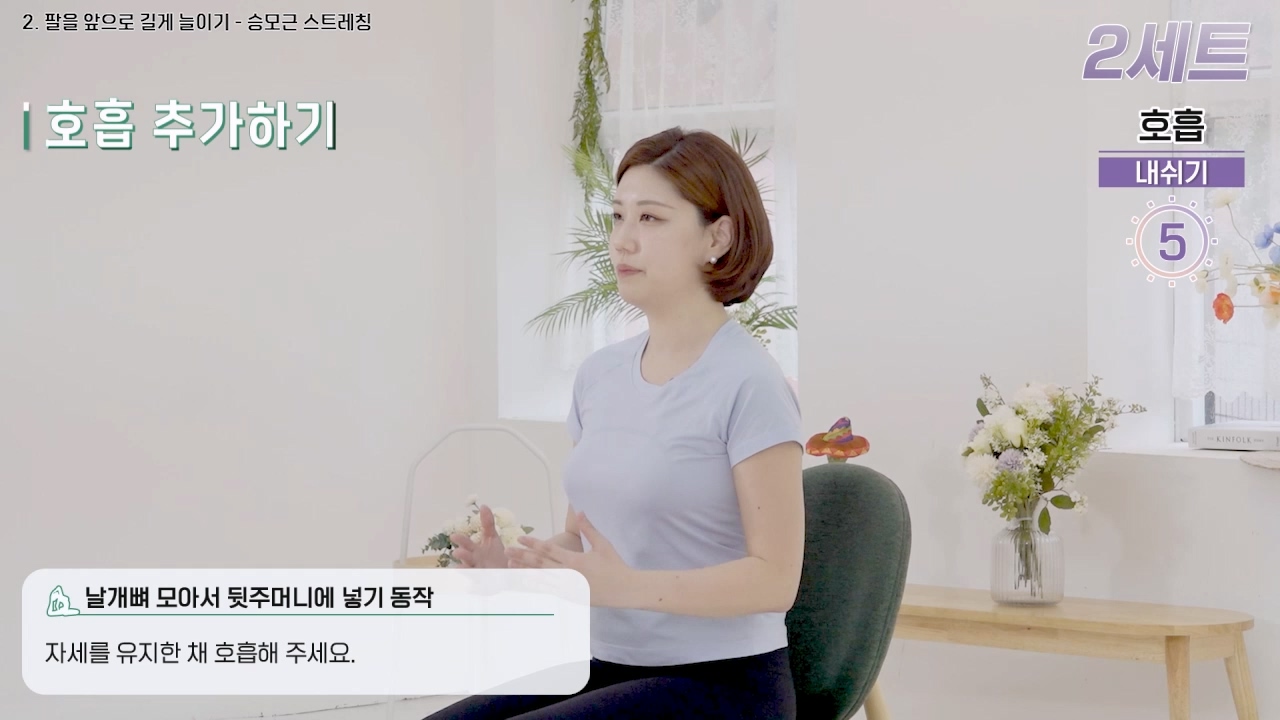 2. 팔을 앞으로 길게 늘이기 - 승모근 스트레칭
2세트
호흡 추가하기
호흡
내쉬기
5
KINFOLK
날개뼈 모아서 뒷주머니에 넣기 동작
자세를 유지한 채 호흡해 주세요.